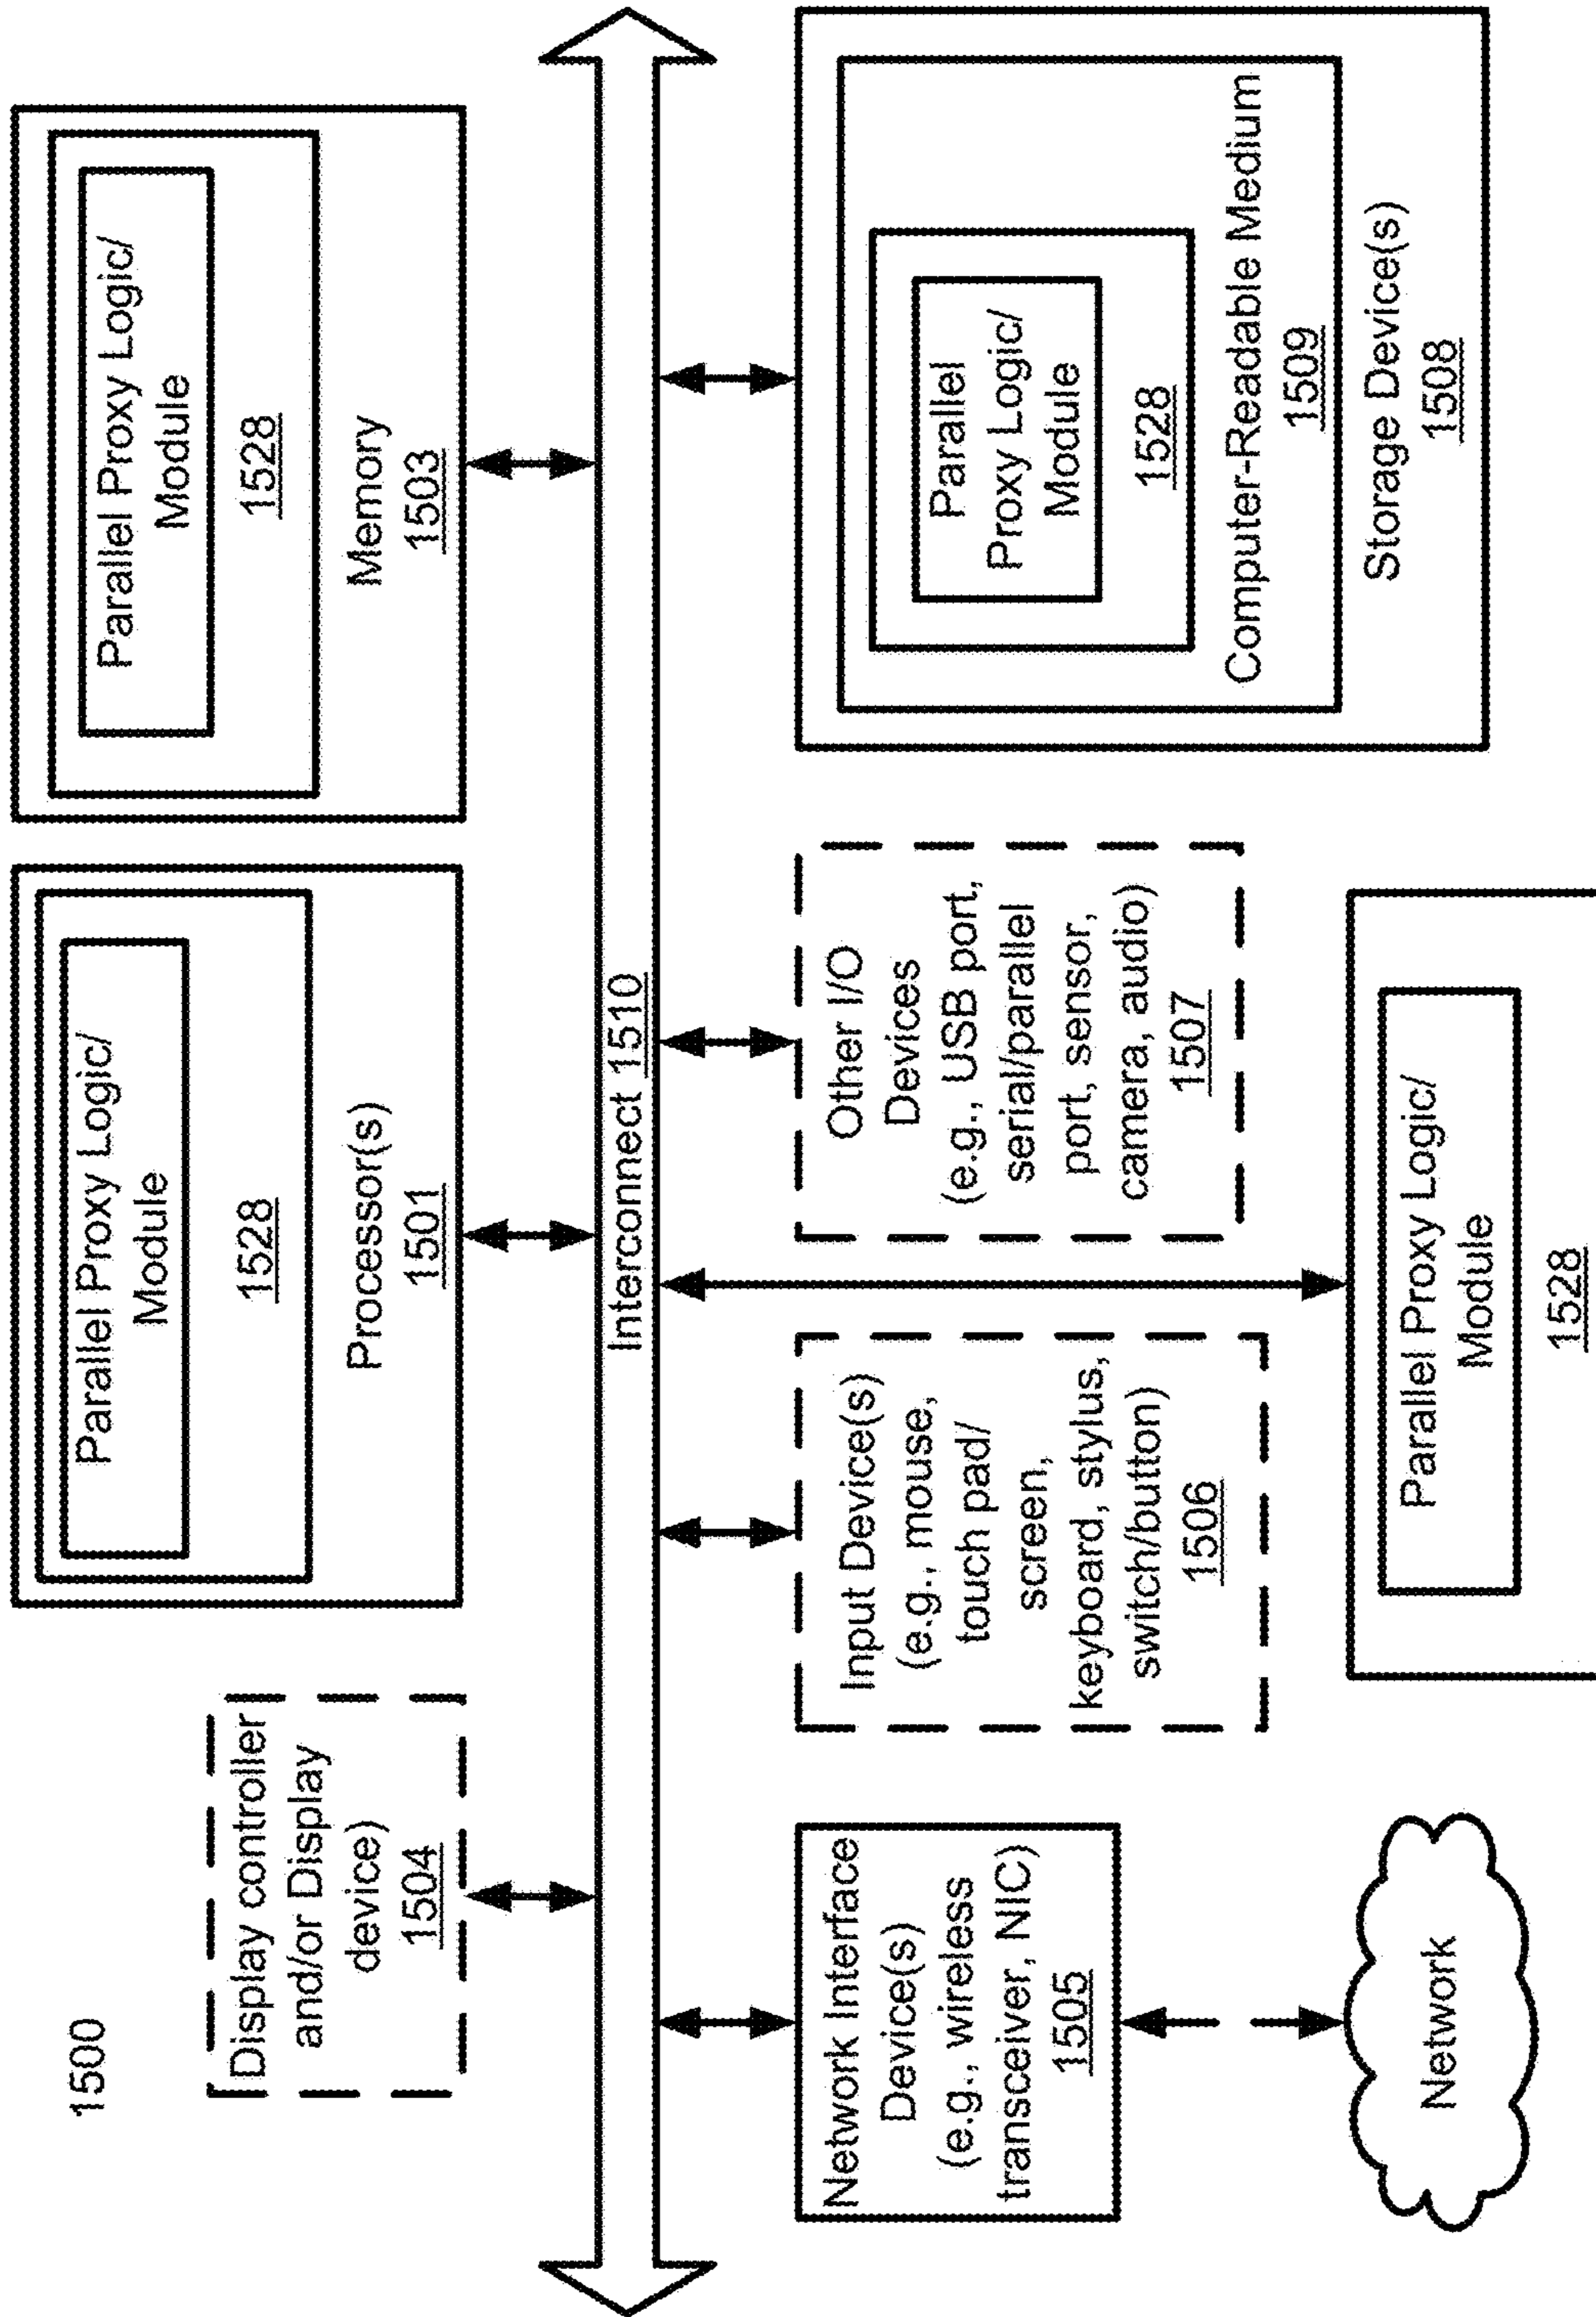 1500
Display controller
and/or Display
device)
1504
Parallel Proxy Logic/
Module
1528
Processor(s)
1501
Parallel Proxy Logic/
Module
1528
Memory
1503
Interconnect 1510
Network Interface
Device(s)
(e.g., wireless
transceiver, NIC)
1505
Input Device(s)
(e.g., mouse,
touch pad/
screen,
keyboard, stylus,
switch/button)
1506
Other I/O
Devices
(e.g., USB port,
serial/parallel
port, sensor,
camera, audio)
1507
Parallel
Proxy Logic/
Module
1528
Computer-Readable Medium
1509
Storage Device(s)
1508
Network
Parallel Proxy Logic/
Module
1528